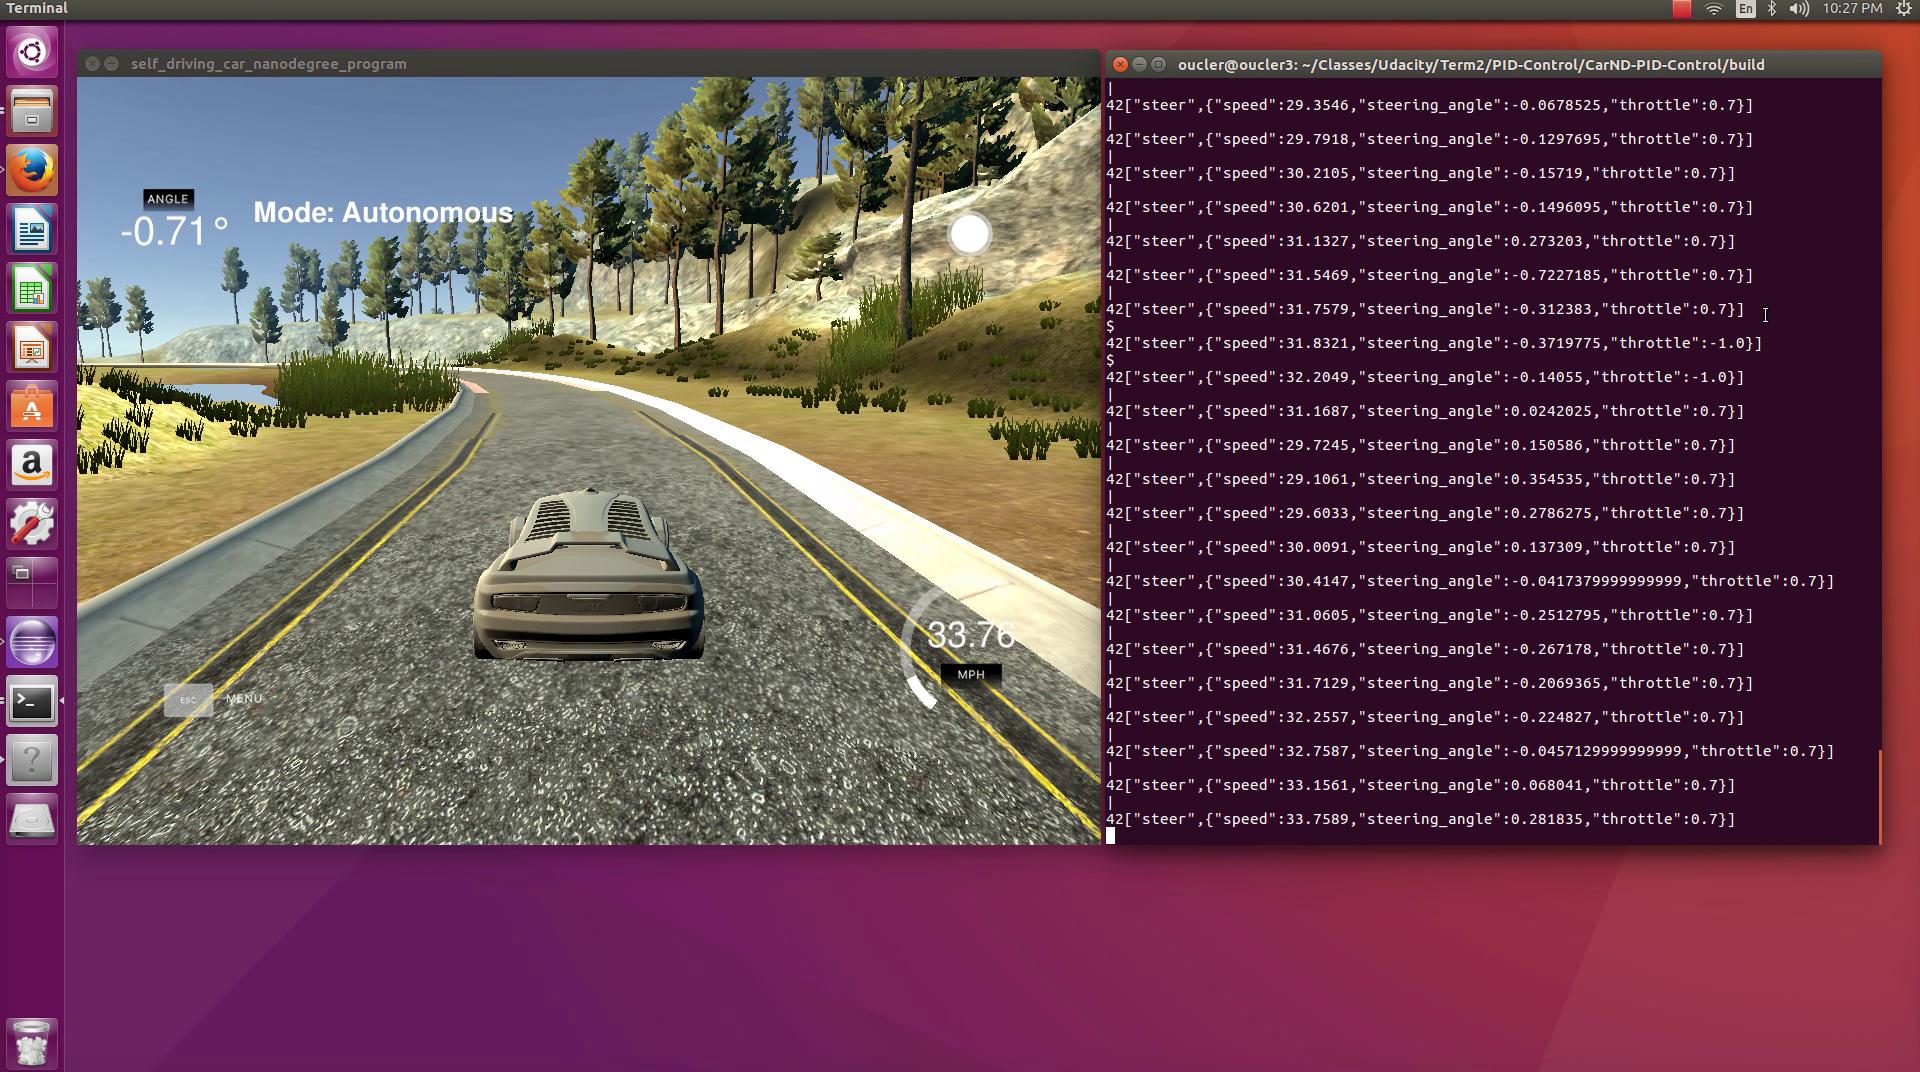 Terminal
En
10:27 PM
self_driving_car_nanodegree_program
ANGLE
-0.71°
Mode: Autonomous
33.76
MPH
ESC
MENU
a
?
oucler@oucler3: ~/Classes/Udacity/Term2/PID-Control/CarND-PID-Control/build
|
42["steer",{"speed":29.3546,"steering_angle":-0.0678525,"throttle":0.7}]
|
42["steer",{"speed":29.7918,"steering_angle":-0.1297695,"throttle":0.7}]
|
42["steer",{"speed":30.2105,"steering_angle":-0.15719,"throttle":0.7}]
|
42["steer",{"speed":30.6201,"steering_angle":-0.1496095,"throttle":0.7}]
|
42["steer",{"speed":31.1327,"steering_angle":0.273203,"throttle":0.7}]
|
42["steer",{"speed":31.5469,"steering_angle":-0.7227185,"throttle":0.7}]
|
42["steer",{"speed":31.7579,"steering_angle":-0.312383,"throttle":0.7}]
$
42["steer",{"speed":31.8321,"steering_angle":-0.3719775,"throttle":-1.0}]
$
42["steer",{"speed":32.2049,"steering_angle":-0.14055,"throttle":-1.0}]
|
42["steer",{"speed":31.1687,"steering_angle":0.0242025,"throttle":0.7}]
|
42["steer",{"speed":29.7245,"steering_angle":0.150586,"throttle":0.7}]
|
42["steer",{"speed":29.1061,"steering_angle":0.354535,"throttle":0.7}]
|
42["steer",{"speed":29.6033,"steering_angle":0.2786275,"throttle":0.7}]
|
42["steer",{"speed":30.0091,"steering_angle":0.137309,"throttle":0.7}]
|
42["steer",{"speed":30.4147,"steering_angle":-0.0417379999999999,"throttle":0.7}]
|
42["steer",{"speed":31.0605,"steering_angle":-0.2512795,"throttle":0.7}]
|
42["steer",{"speed":31.4676,"steering_angle":-0.267178,"throttle":0.7}]
|
42["steer",{"speed":31.7129,"steering_angle":-0.2069365,"throttle":0.7}]
|
42["steer",{"speed":32.2557,"steering_angle":-0.224827,"throttle":0.7}]
|
42["steer",{"speed":32.7587,"steering_angle":-0.0457129999999999,"throttle":0.7}]
|
42["steer",{"speed":33.1561,"steering_angle":0.068041,"throttle":0.7}]
|
42["steer",{"speed":33.7589,"steering_angle":0.281835,"throttle":0.7}]